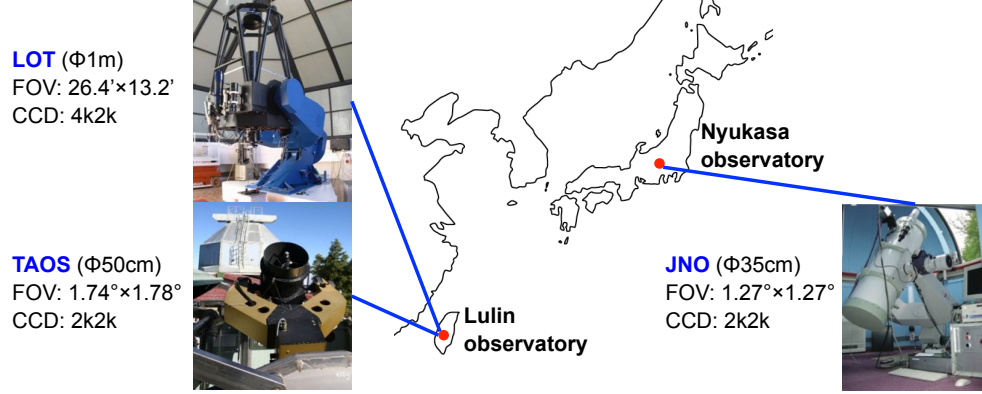 LOT (Φ1m)
FOV: 26.4’×13.2’
CCD: 4k2k
TAOS (Φ50cm)
FOV: 1.74°×1.78°
CCD: 2k2k
Nyukasa
observatory
Lulin
observatory
JNO (Φ35cm)
FOV: 1.27°×1.27°
CCD: 2k2k